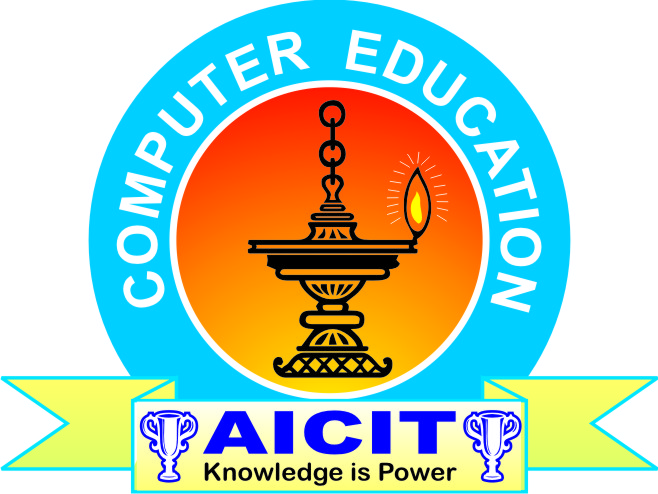 COMPUTER EDUCATION
AICIT
Knowledge is Power